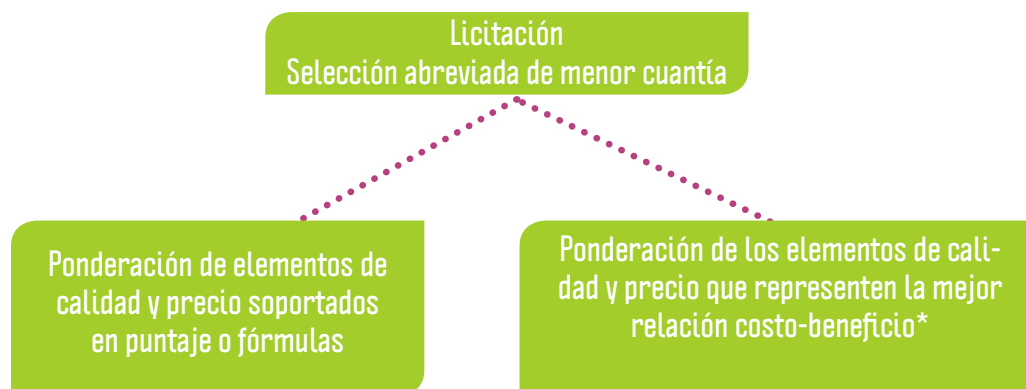 Licitación
Selección abreviada de menor cuantía
Ponderación de elementos de
calidad y precio soportados
en puntaje o fórmulas
Ponderación de los elementos de cali-
dad y precio que representen la mejor
relación costo-beneficio*